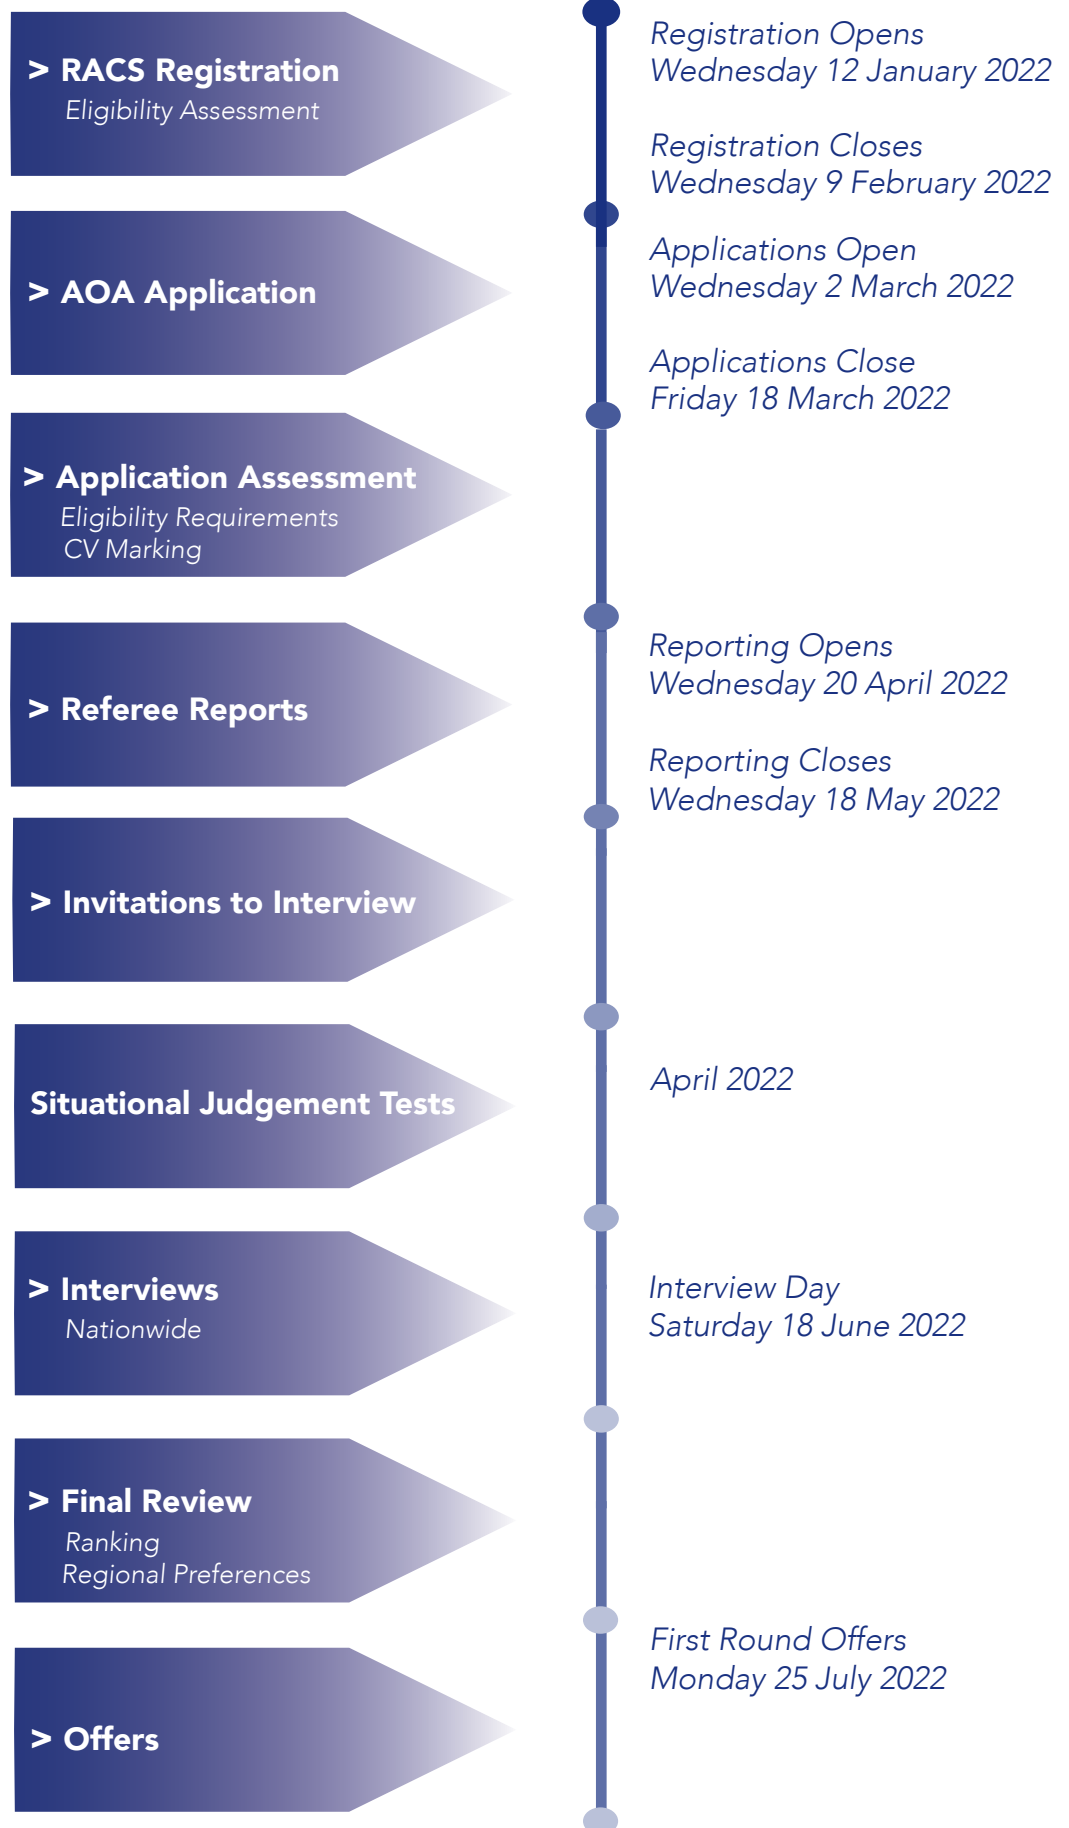 > RACS Registration
Eligibility Assessment
Registration Opens
Wednesday 12 January 2022
Registration Closes
Wednesday 9 February 2022
> AOA Application
Applications Open
Wednesday 2 March 2022
Applications Close
Friday 18 March 2022
> Application Assessment
Eligibility Requirements
CV Marking
> Referee Reports
Reporting Opens
Wednesday 20 April 2022
Reporting Closes
Wednesday 18 May 2022
> Invitations to Interview
Situational Judgement Tests
April 2022
> Interviews
Nationwide
Interview Day
Saturday 18 June 2022
> Final Review
Ranking
Regional Preferences
> Offers
First Round Offers
Monday 25 July 2022